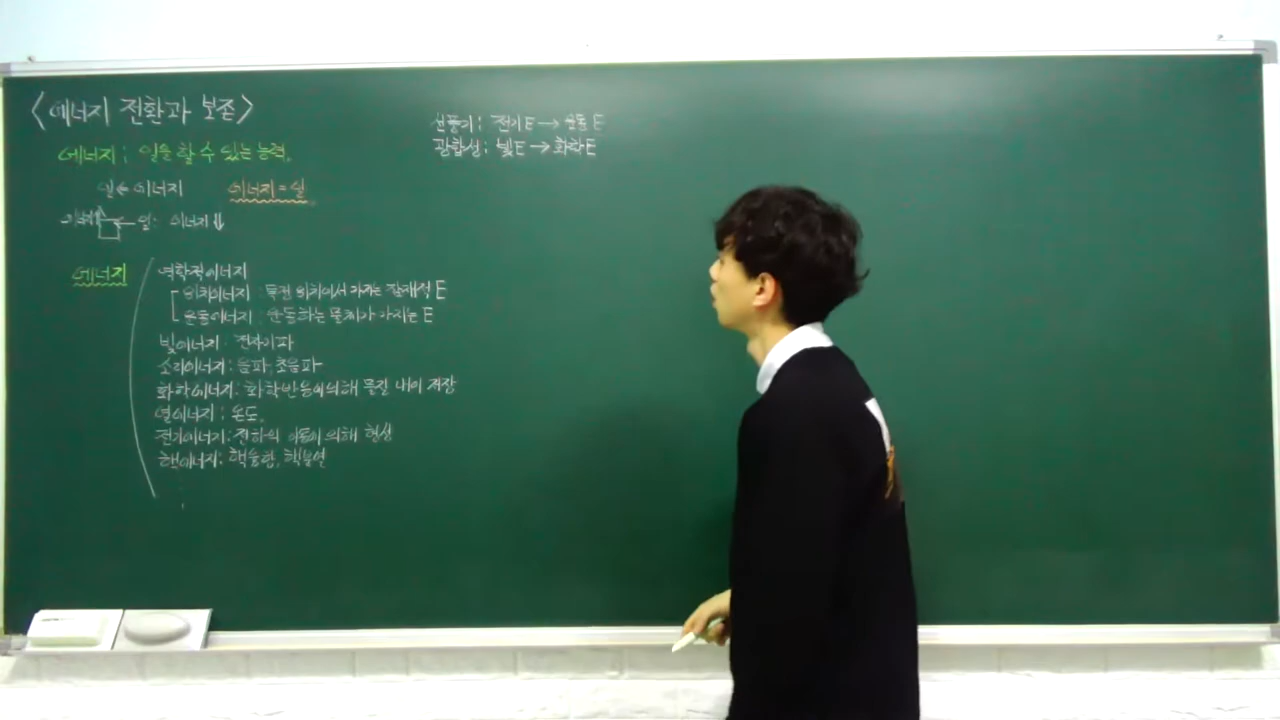 <에너지 전환과 보존>
에너지 : 일을 할 수 있는 능력.
일 ← 에너지 에너지 = 일
에너지↑ ← 일 : 에너지 ⇓
에너지
역학적에너지
위치에너지 : 특정 위치에서 가지는 잠재적 E
운동에너지 : 운동하는 물체가 가지는 E
빛에너지 : 전자기파
소리에너지 : 음파, 초음파
화학에너지 : 화학반응에 의해 물질 내에 저장
열에너지 : 온도.
전기에너지 : 전하의 이동에 의해 형성
핵에너지 : 핵융합, 핵분열
선풍기 : 전기E → 운동E
광합성 : 빛E → 화학E